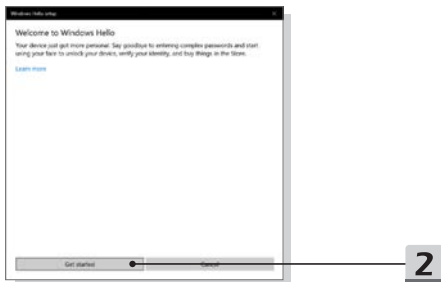 Windows Hello setup
Welcome to Windows Hello
Your device just got more personal. Say goodbye to entering complex passwords and start
using your face to unlock your device, verify your identity, and buy things in the Store.
Learn more
Get started
Cancel
2